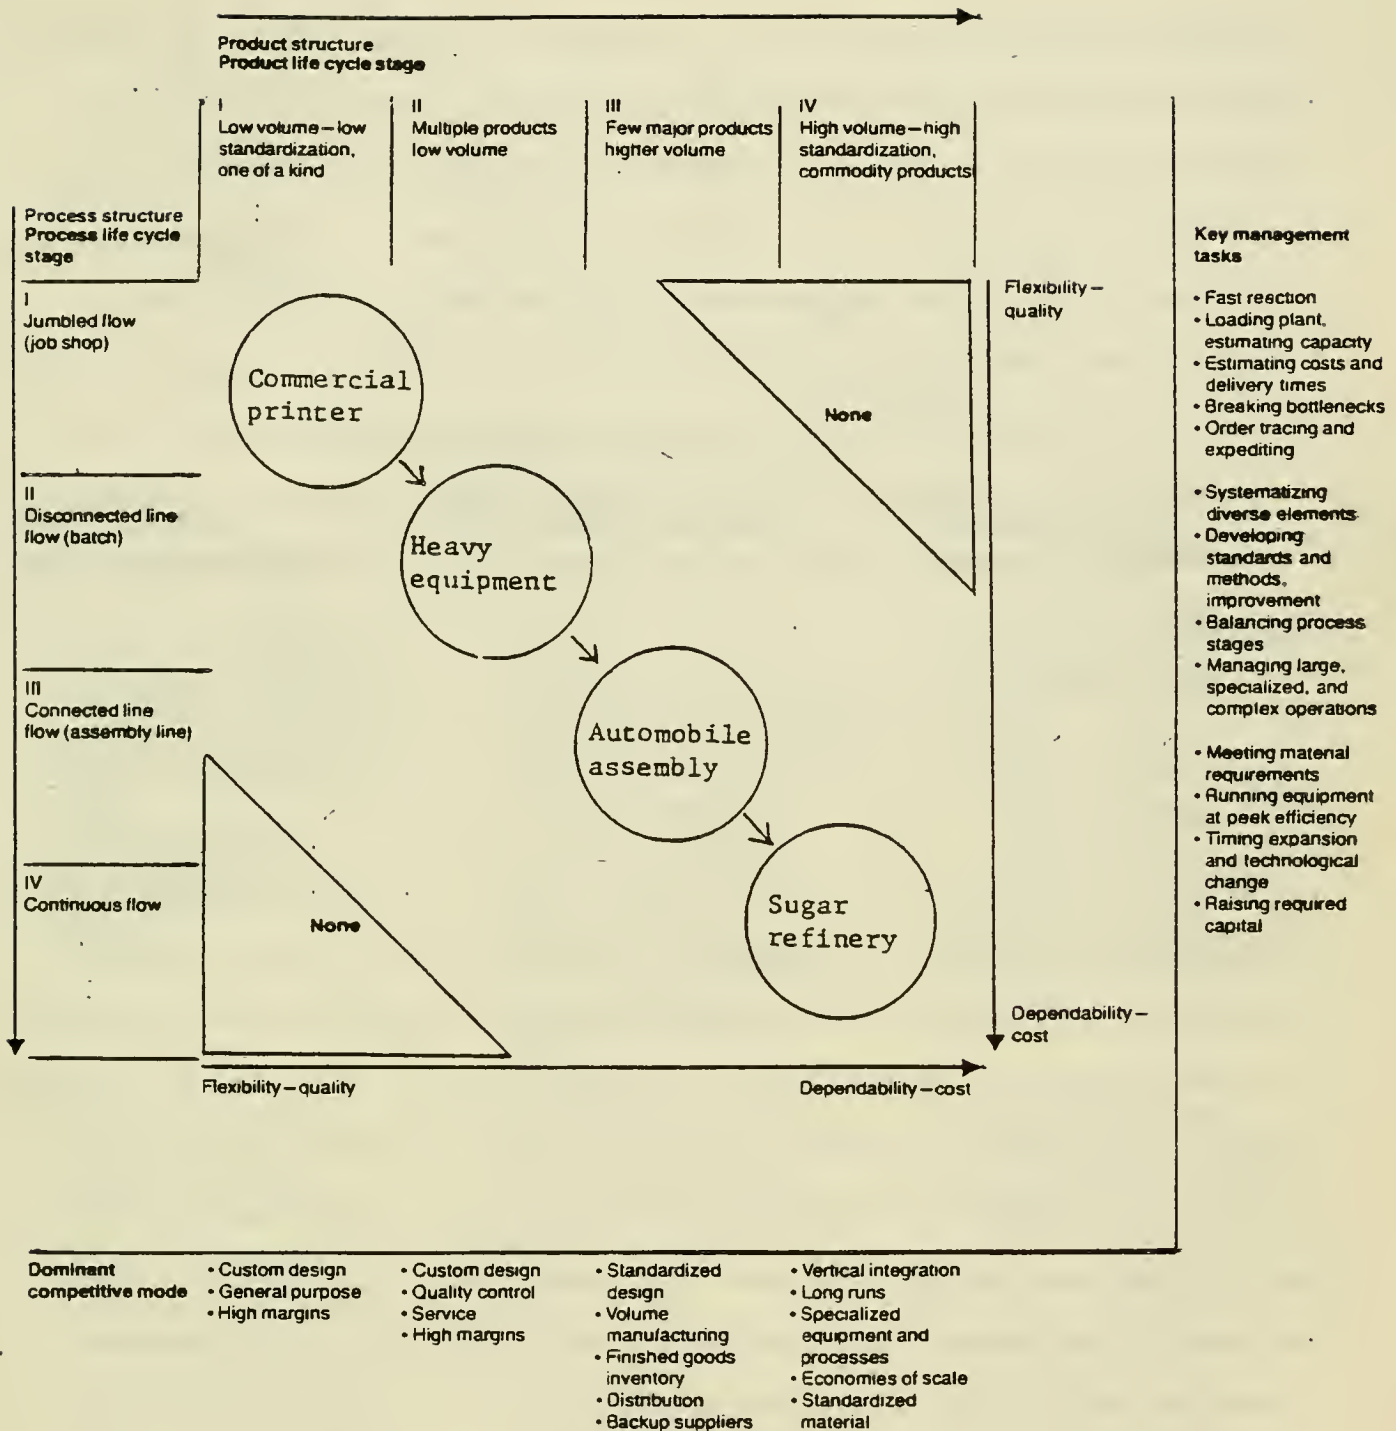 Product structure
Product life cycle stage
I
Low volume—low
standardization,
one of a kind
II
Multiple products
low volume
III
Few major products
higher volume
IV
High volume—high
standardization,
commodity products
Process structure
Process life cycle
stage
I
Jumbled flow
(job shop)
II
Disconnected line
flow (batch)
III
Connected line
flow (assembly line)
IV
Continuous flow
Commercial
printer
Heavy
equipment
Automobile
assembly
Sugar
refinery
None
None
Flexibility—
quality
Dependability—
cost
Flexibility—quality
Dependability—cost
Key management
tasks
• Fast reaction
• Loading plant,
estimating capacity
• Estimating costs and
delivery times
• Breaking bottlenecks
• Order tracing and
expediting
• Systematizing
diverse elements
• Developing
standards and
methods,
improvement
• Balancing process
stages
• Managing large,
specialized, and
complex operations
• Meeting material
requirements
• Running equipment
at peek efficiency
• Timing expansion
and technological
change
• Raising required
capital
Dominant
competitive mode
• Custom design
• General purpose
• High margins
• Custom design
• Quality control
• Service
• High margins
• Standardized
design
• Volume
manufacturing
• Finished goods
inventory
• Distribution
• Backup suppliers
• Vertical integration
• Long runs
• Specialized
equipment and
processes
• Economies of scale
• Standardized
material